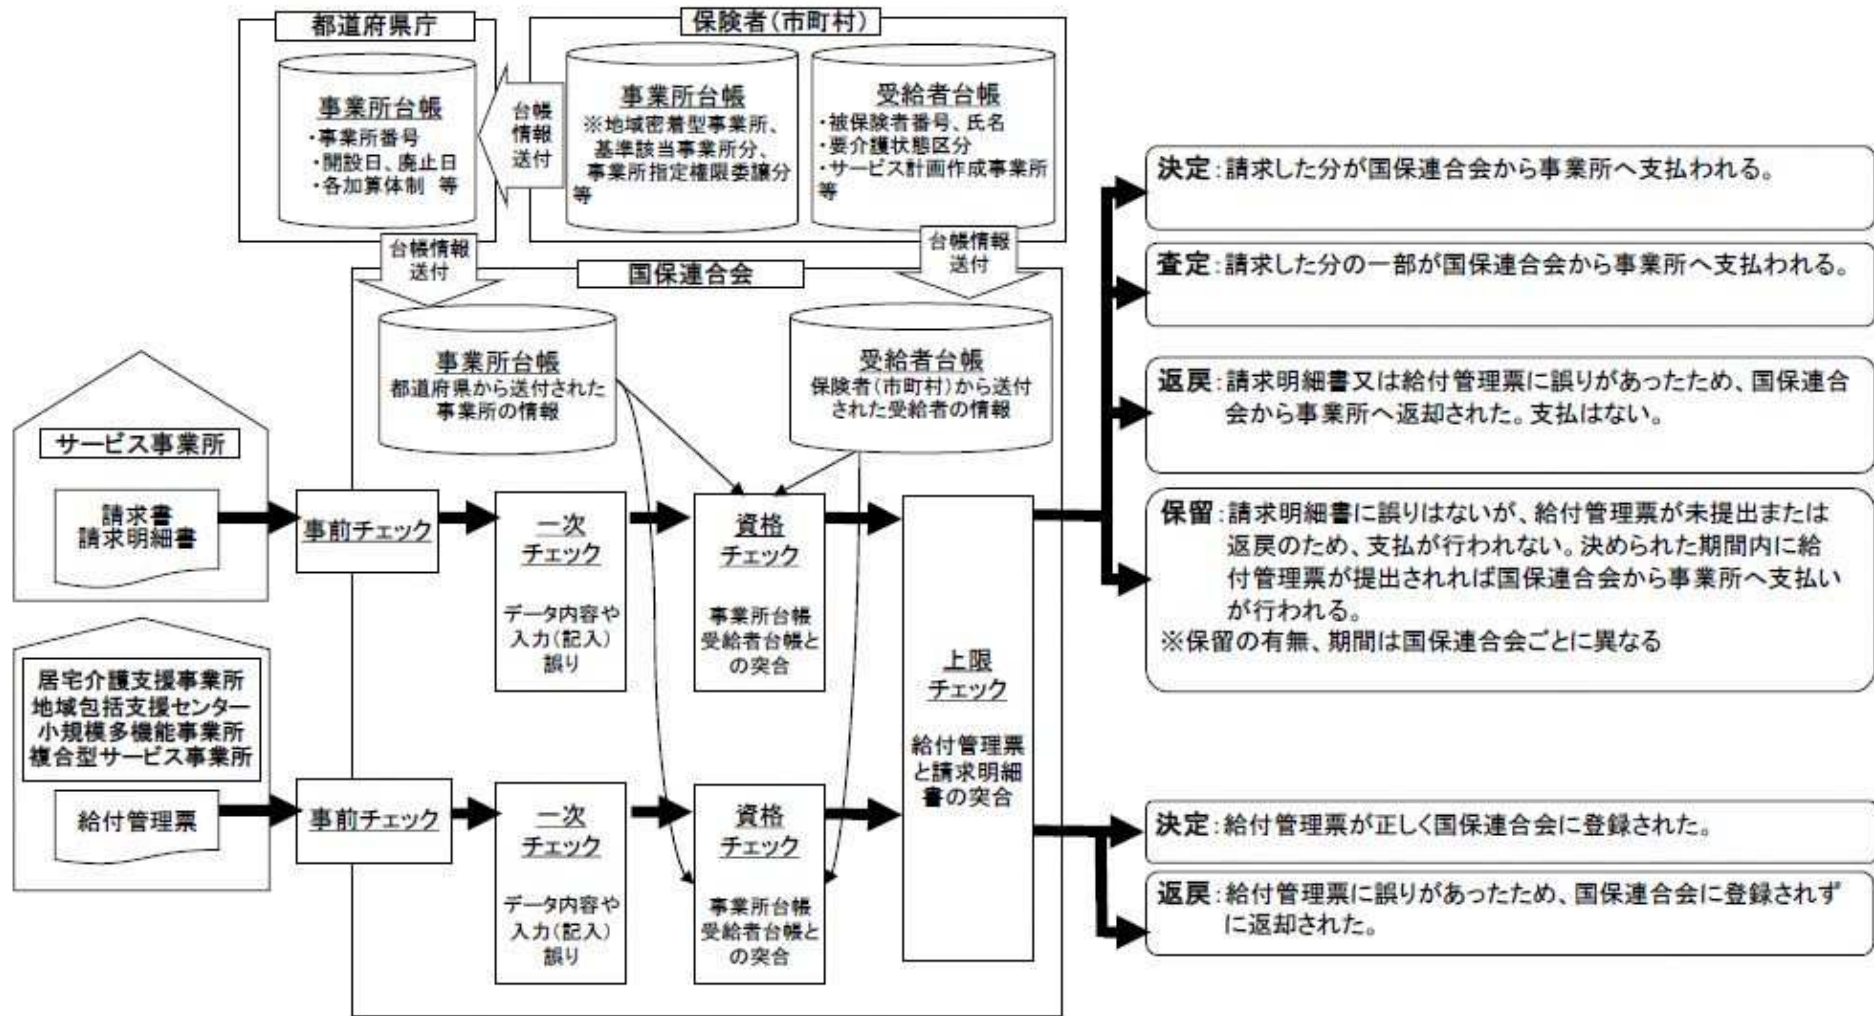 都道府県庁
事業所台帳
・事業所番号
・開設日、廃止日
・各加算体制　等
台帳
情報
送付
保険者(市町村)
事業所台帳
※地域密着型事業所、
基準該当事業所分、
事業所指定権限委譲分
等
受給者台帳
・被保険者番号、氏名
・要介護状態区分
・サービス計画作成事業所
等
台帳情報
送付
台帳情報
送付
国保連合会
事業所台帳
都道府県から送付された
事業所の情報
受給者台帳
保険者(市町村)から送付
された受給者の情報
サービス事業所
請求書
請求明細書
事前チェック
一次
チェック
データ内容や
入力(記入)
誤り
資格
チェック
事業所台帳
受給者台帳と
の突合
居宅介護支援事業所
地域包括支援センター
小規模多機能事業所
複合型サービス事業所
給付管理票
事前チェック
一次
チェック
データ内容や
入力(記入)
誤り
資格
チェック
事業所台帳
受給者台帳と
の突合
上限
チェック
給付管理票
と請求明細
書の突合
決定：請求した分が国保連合会から事業所へ支払われる。
査定：請求した分の一部が国保連合会から事業所へ支払われる。
返戻：請求明細書又は給付管理票に誤りがあったため、国保連合
会から事業所へ返却された。支払はない。
保留：請求明細書に誤りはないが、給付管理票が未提出または
返戻のため、支払が行われない。決められた期間内に給
付管理票が提出されれば国保連合会から事業所へ支払い
が行われる。
※保留の有無、期間は国保連合会ごとに異なる
決定：給付管理票が正しく国保連合会に登録された。
返戻：給付管理票に誤りがあったため、国保連合会に登録されず
に返却された。